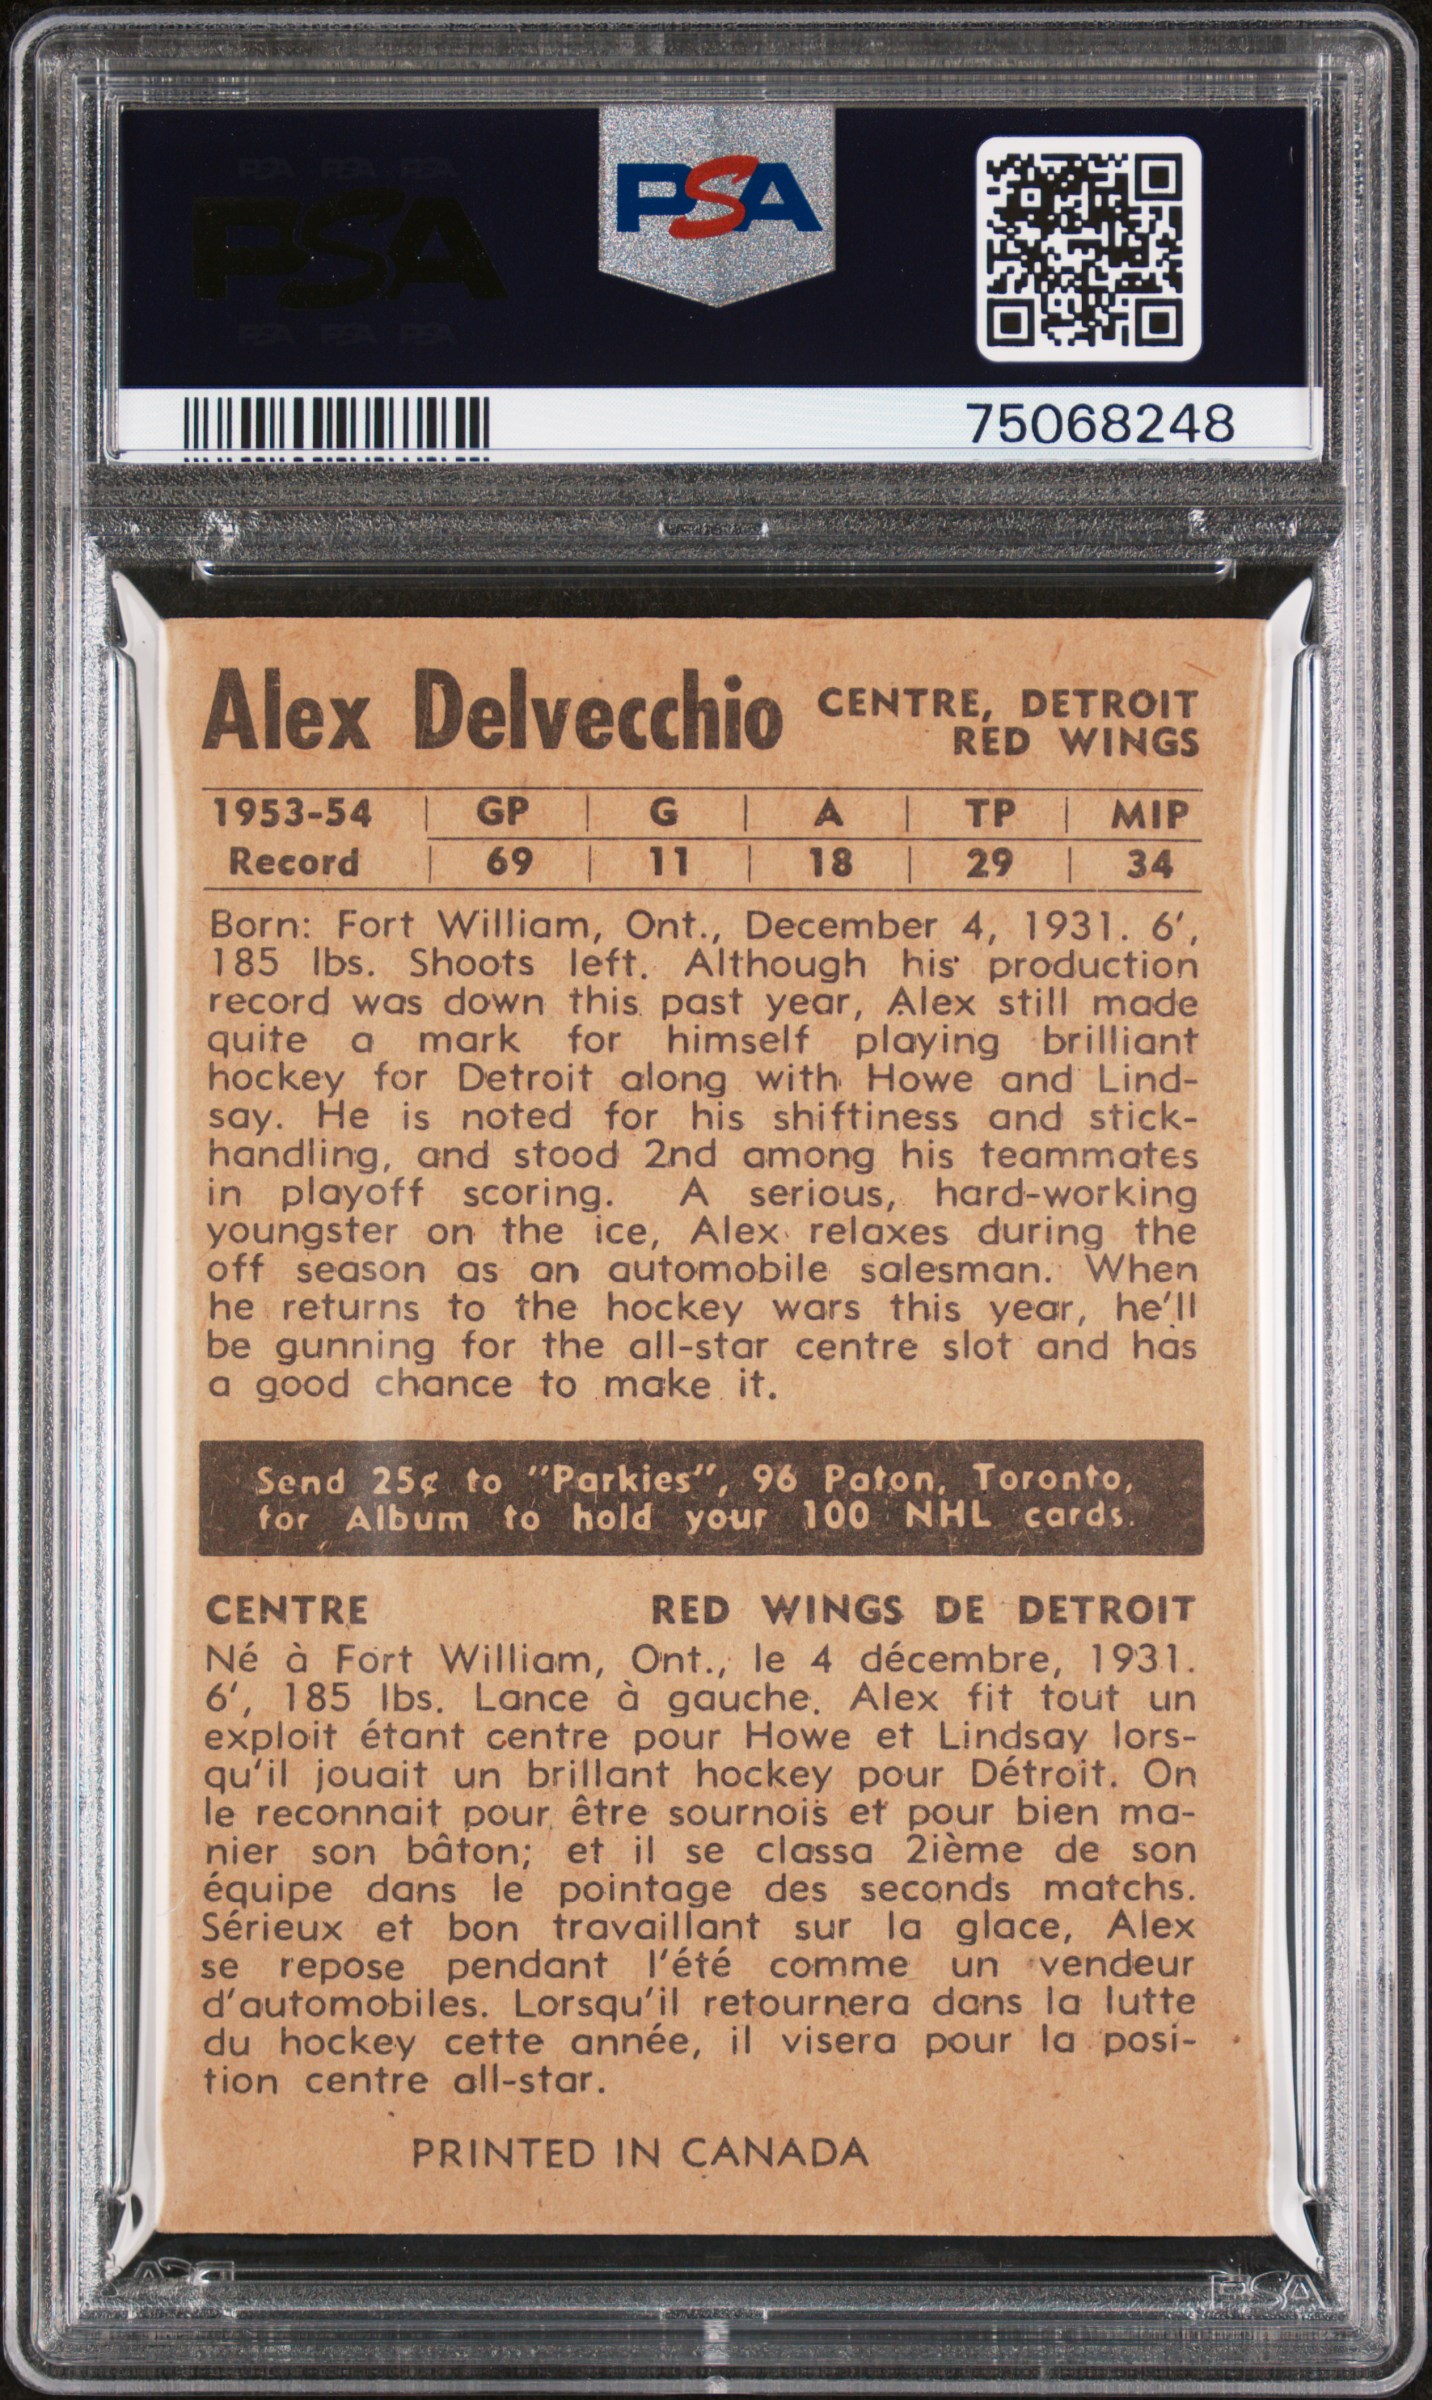 PSA PSA PSA
PSA
PSA PSA PSA
PSA
75068248
Alex Delvecchio CENTRE, DETROIT
RED WINGS
1953-54 | GP | G | A | TP | MIP
Record | 69 | 11 | 18 | 29 | 34
Born: Fort William, Ont., December 4, 1931. 6',
185 lbs. Shoots left. Although his production
record was down this past year, Alex still made
quite a mark for himself playing brilliant
hockey for Detroit along with Howe and Lind-
say. He is noted for his shiftiness and stick-
handling, and stood 2nd among his teammates
in playoff scoring. A serious, hard-working
youngster on the ice, Alex relaxes during the
off season as an automobile salesman. When
he returns to the hockey wars this year, he'll
be gunning for the all-star centre slot and has
a good chance to make it.
Send 25¢ to "Parkies", 96 Paton, Toronto,
for Album to hold your 100 NHL cards.
CENTRE RED WINGS DE DETROIT
Né à Fort William, Ont., le 4 décembre, 1931.
6', 185 lbs. Lance à gauche. Alex fit tout un
exploit étant centre pour Howe et Lindsay lors-
qu'il jouait un brillant hockey pour Détroit. On
le reconnait pour être sournois et pour bien ma-
nier son bâton; et il se classa 2ième de son
équipe dans le pointage des seconds matchs.
Sérieux et bon travaillant sur la glace, Alex
se repose pendant l'été comme un vendeur
d'automobiles. Lorsqu'il retournera dans la lutte
du hockey cette année, il visera pour la posi-
tion centre all-star.
PRINTED IN CANADA
PSA
PSA